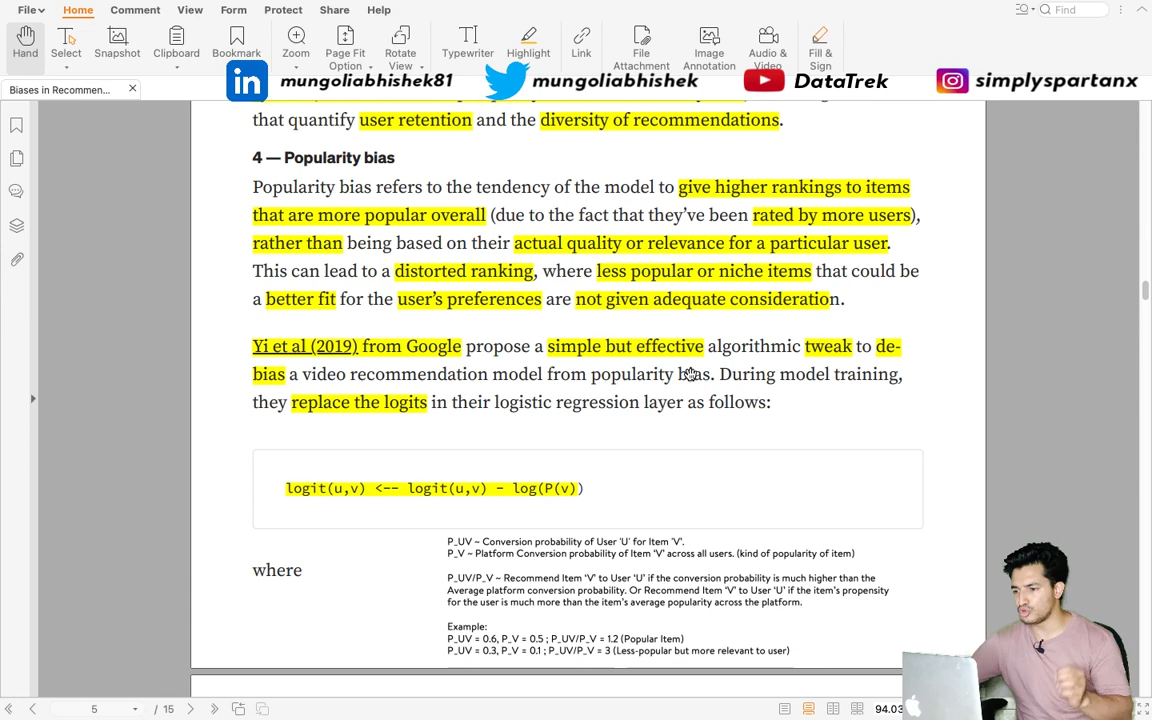 File Home Comment View Form Protect Share Help Find
Hand Select Snapshot Clipboard Bookmark Zoom Page Fit Option Rotate View Typewriter Highlight Link File Attachment Image Annotation Audio & Video Fill & Sign
in mungoliabhishek81 mungoliabhishek DataTrek simplyspartanx
Biases in Recommen...
that quantify user retention and the diversity of recommendations.
4 — Popularity bias
Popularity bias refers to the tendency of the model to give higher rankings to items
that are more popular overall (due to the fact that they've been rated by more users),
rather than being based on their actual quality or relevance for a particular user.
This can lead to a distorted ranking, where less popular or niche items that could be
a better fit for the user's preferences are not given adequate consideration.
Yi et al (2019) from Google propose a simple but effective algorithmic tweak to de-
bias a video recommendation model from popularity bias. During model training,
they replace the logits in their logistic regression layer as follows:
logit(u,v) <-- logit(u,v) - log(P(v))
P_UV ~ Conversion probability of User 'U' for Item 'V'.
P_V ~ Platform Conversion probability of Item 'V' across all users. (kind of popularity of item)
where
P_UV/P_V ~ Recommend Item 'V' to User 'U' if the conversion probability is much higher than the
Average platform conversion probability. Or Recommend Item 'V' to User 'U' if the item's propensity
for the user is much more than the item's average popularity across the platform.
Example:
P_UV = 0.6, P_V = 0.5 ; P_UV/P_V = 1.2 (Popular Item)
P_UV = 0.3, P_V = 0.1 ; P_UV/P_V = 3 (Less-popular but more relevant to user)
5 / 15 94.03